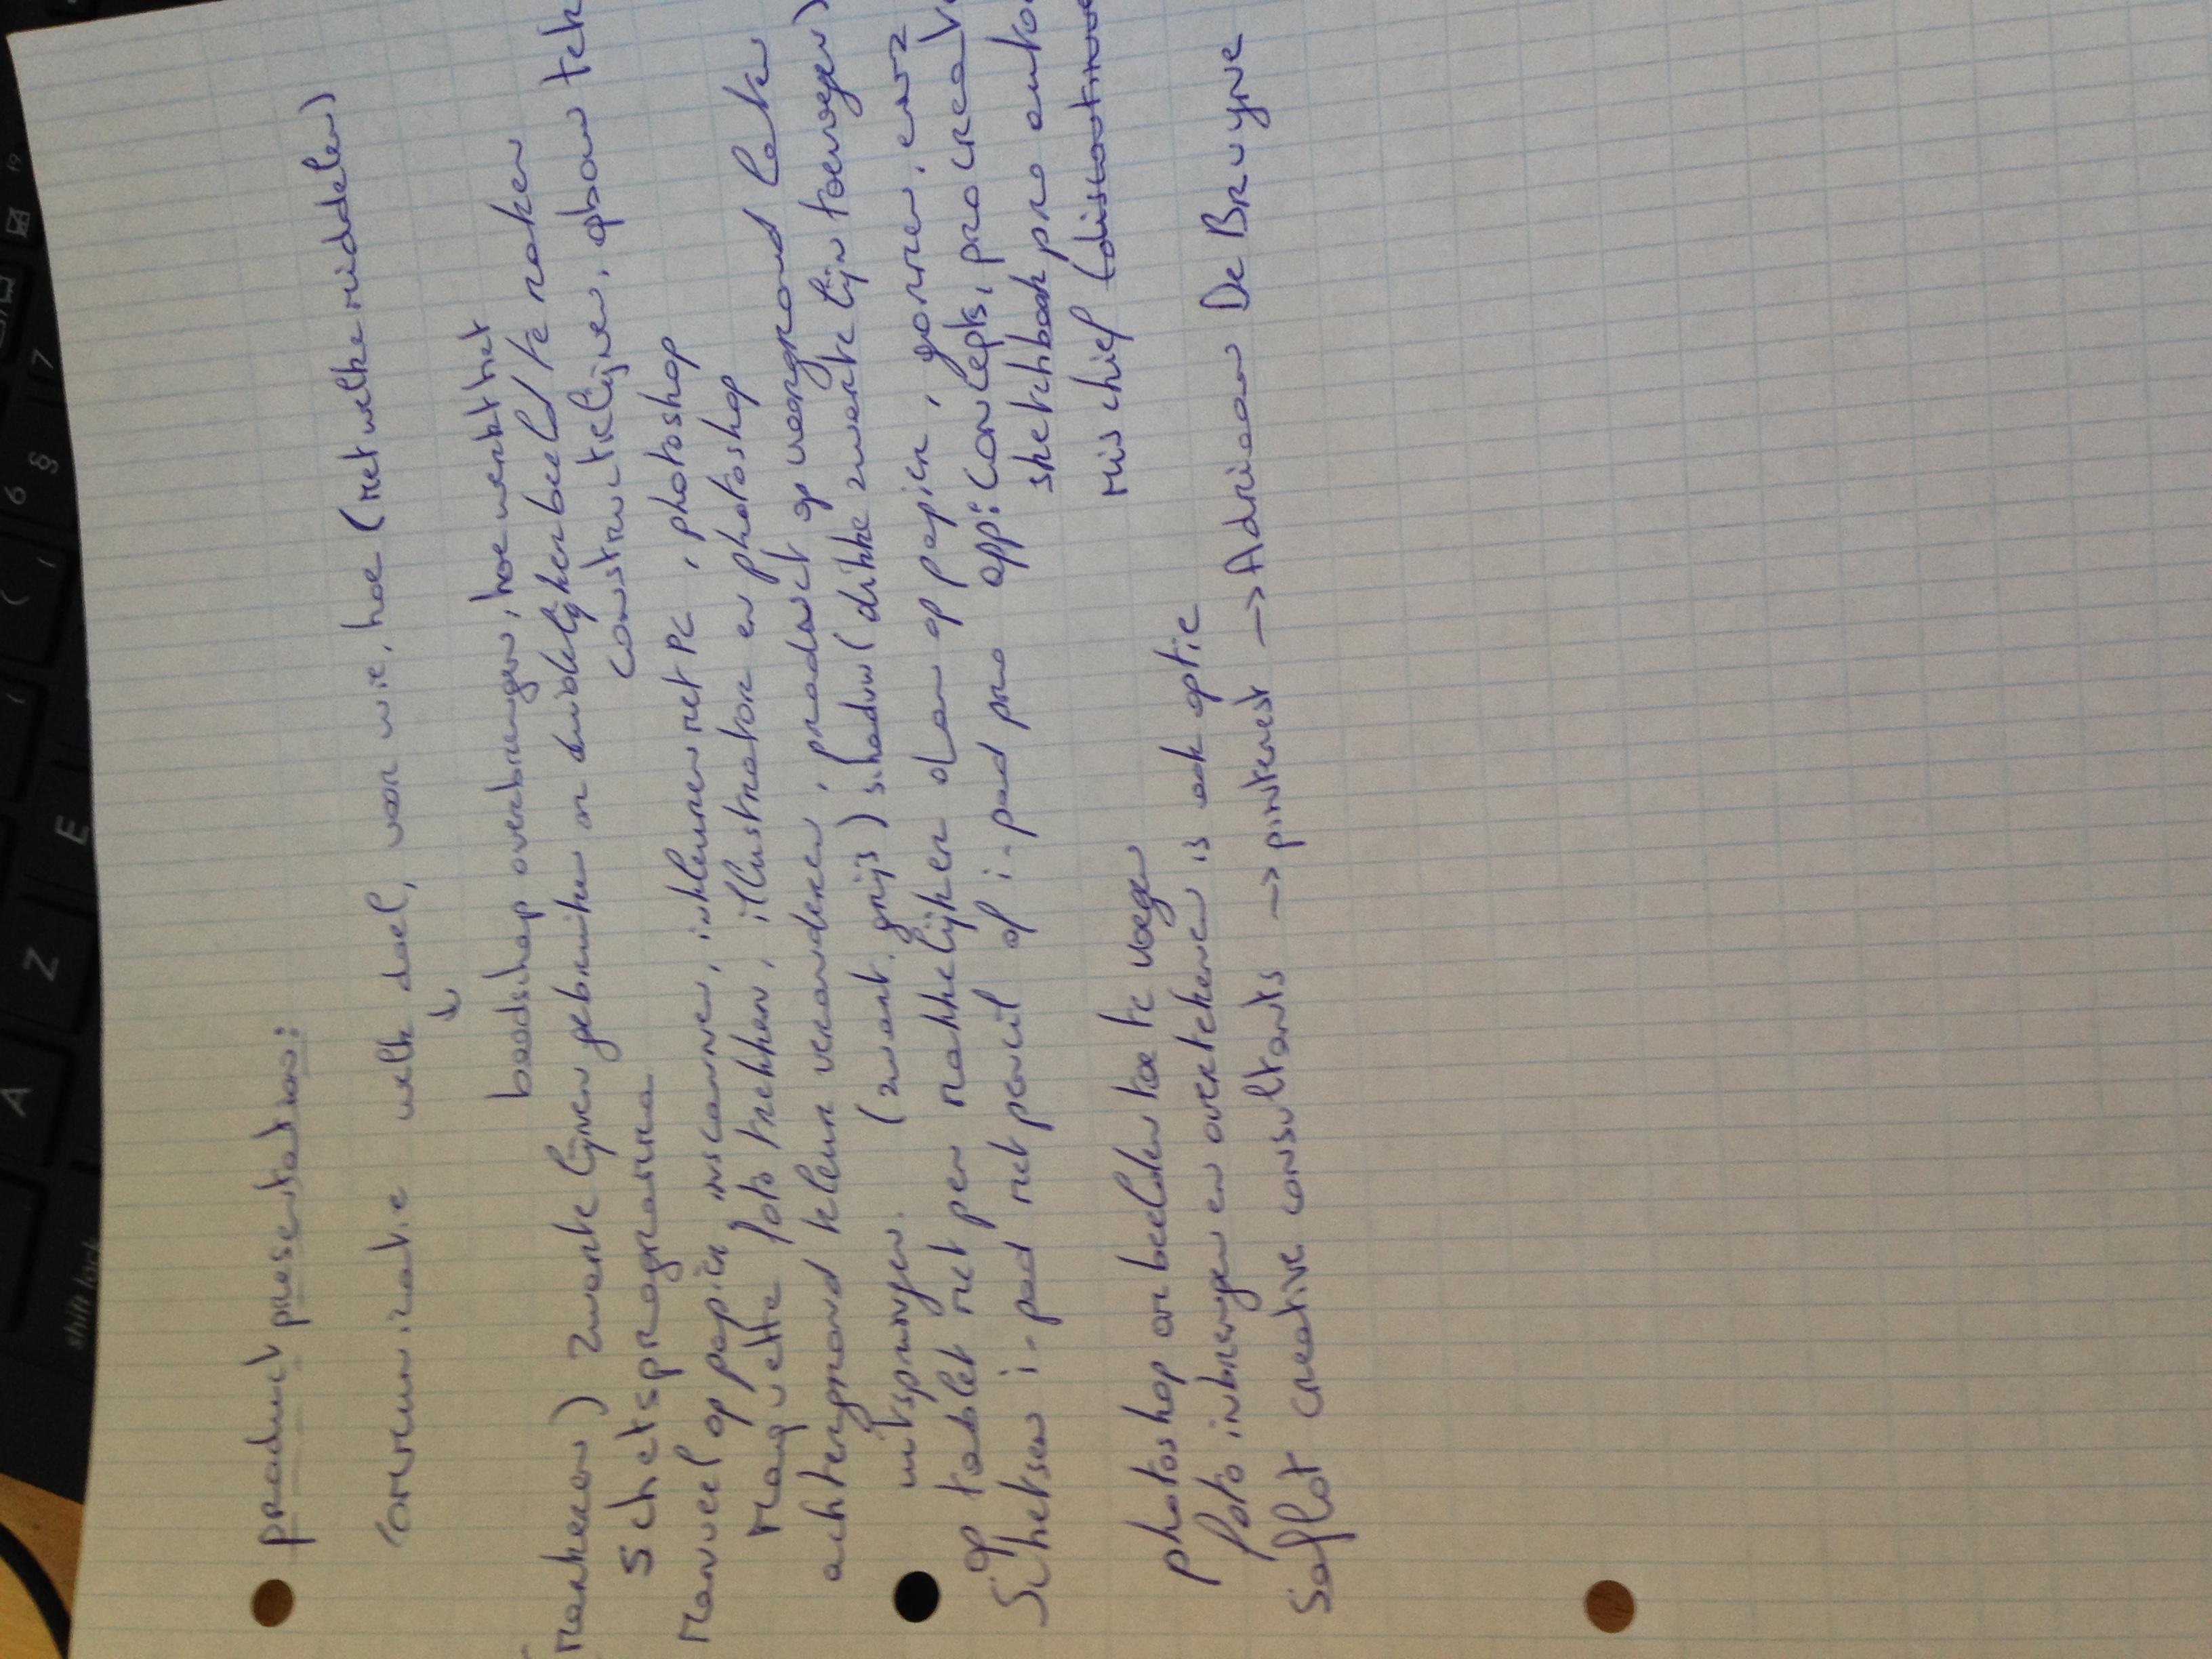 A
Z
E
6
§
7
19
shift lock
product presentation:
communicatie welk doel, voor wie, hoe (met welke middelen)
↓
boodschap overbrengen, hoe werkt het
markeren) zwarte lijnen gebruiken om duidelijker beeld te maken
schetsprogramma constructielijnen, opbouw tek
Manueel op papier, inscannen, inkleuren met PC, photoshop
Maquette foto trekken, illustrator en photoshop
achtergrond kleur veranderen, product op voorgrond laten
uitspringen. (zwart, grijs) schaduw (dikke zwarte lijn toevoegen)
op tablet met pen makkelijker dan op papier, gommen, enz
Schetsen i-pad met pencil of i-pad pro app: concepts, procreat
sketchbook pro auto
mischief (discontinue
photoshop om beelden toe te voegen
foto inbrengen en overtekenen is ook optie
Saflot creative consultants -> pinterest -> Adriaan De Bruyne